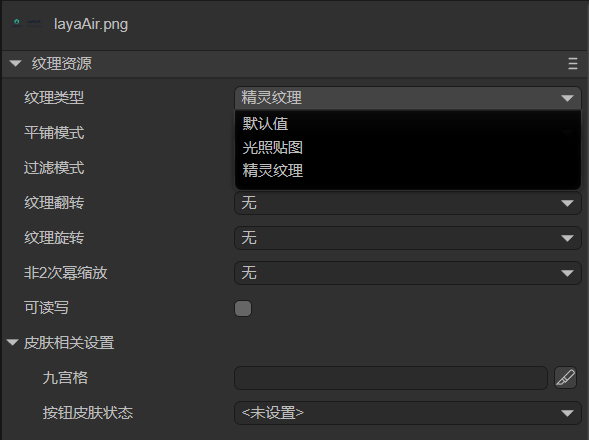 layaAir.png
纹理资源
纹理类型 精灵纹理
默认值
平铺模式
光照贴图
过滤模式 精灵纹理
纹理翻转 无
纹理旋转 无
非2次幂缩放 无
可读写
皮肤相关设置
九宫格
按钮皮肤状态 <未设置>